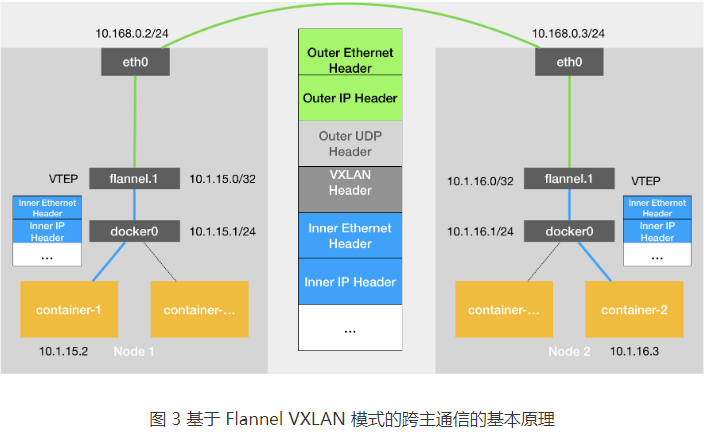 10.168.0.2/24
eth0
VTEP
flannel.1
10.1.15.0/32
Inner Ethernet
Header
Inner IP
Header
...
docker0
10.1.15.1/24
container-1
container-...
10.1.15.2
Node 1
Outer Ethernet
Header
Outer IP Header
Outer UDP
Header
VXLAN
Header
Inner Ethernet
Header
Inner IP Header
...
10.168.0.3/24
eth0
10.1.16.0/32
flannel.1
VTEP
10.1.16.1/24
docker0
Inner Ethernet
Header
Inner IP
Header
...
container-...
container-2
Node 2
10.1.16.3
图 3 基于 Flannel VXLAN 模式的跨主通信的基本原理